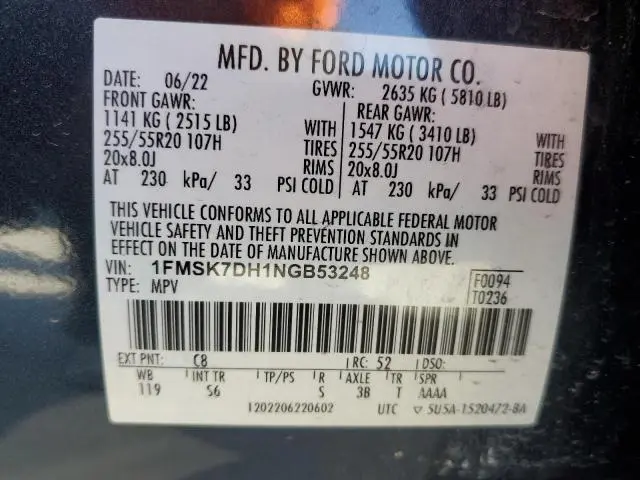 MFD. BY FORD MOTOR CO.
DATE: 06/22 GVWR: 2635 KG ( 5810 LB)
FRONT GAWR: REAR GAWR:
1141 KG ( 2515 LB) WITH 1547 KG ( 3410 LB) WITH
255/55R20 107H TIRES 255/55R20 107H TIRES
20x8.0J RIMS 20x8.0J RIMS
AT 230 kPa/ 33 PSI COLD AT 230 kPa/ 33 PSI COLD
THIS VEHICLE CONFORMS TO ALL APPLICABLE FEDERAL MOTOR
VEHICLE SAFETY AND THEFT PREVENTION STANDARDS IN
EFFECT ON THE DATE OF MANUFACTURE SHOWN ABOVE.
VIN: 1FMSK7DH1NGB53248 F0094
TYPE: MPV T0236
EXT PNT: C8 RC: 52 DSO:
WB INT TR TP/PS R AXLE TR SPR
119 S6 S 3B T AAAA
1202206220602 UTC ▽ 5U5A-1520472-BA